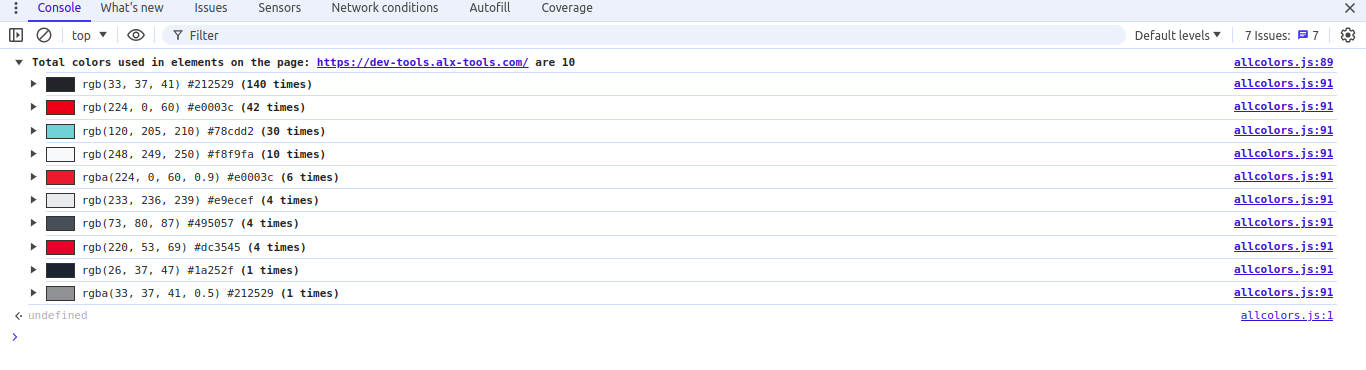 Console What's new Issues Sensors Network conditions Autofill Coverage
top Filter Default levels 7 Issues: 7
Total colors used in elements on the page: https://dev-tools.alx-tools.com/ are 10 allcolors.js:89
rgb(33, 37, 41) #212529 (140 times) allcolors.js:91
rgb(224, 0, 60) #e0003c (42 times) allcolors.js:91
rgb(120, 205, 210) #78cdd2 (30 times) allcolors.js:91
rgb(248, 249, 250) #f8f9fa (10 times) allcolors.js:91
rgba(224, 0, 60, 0.9) #e0003c (6 times) allcolors.js:91
rgb(233, 236, 239) #e9ecef (4 times) allcolors.js:91
rgb(73, 80, 87) #495057 (4 times) allcolors.js:91
rgb(220, 53, 69) #dc3545 (4 times) allcolors.js:91
rgb(26, 37, 47) #1a252f (1 times) allcolors.js:91
rgba(33, 37, 41, 0.5) #212529 (1 times) allcolors.js:91
undefined allcolors.js:1